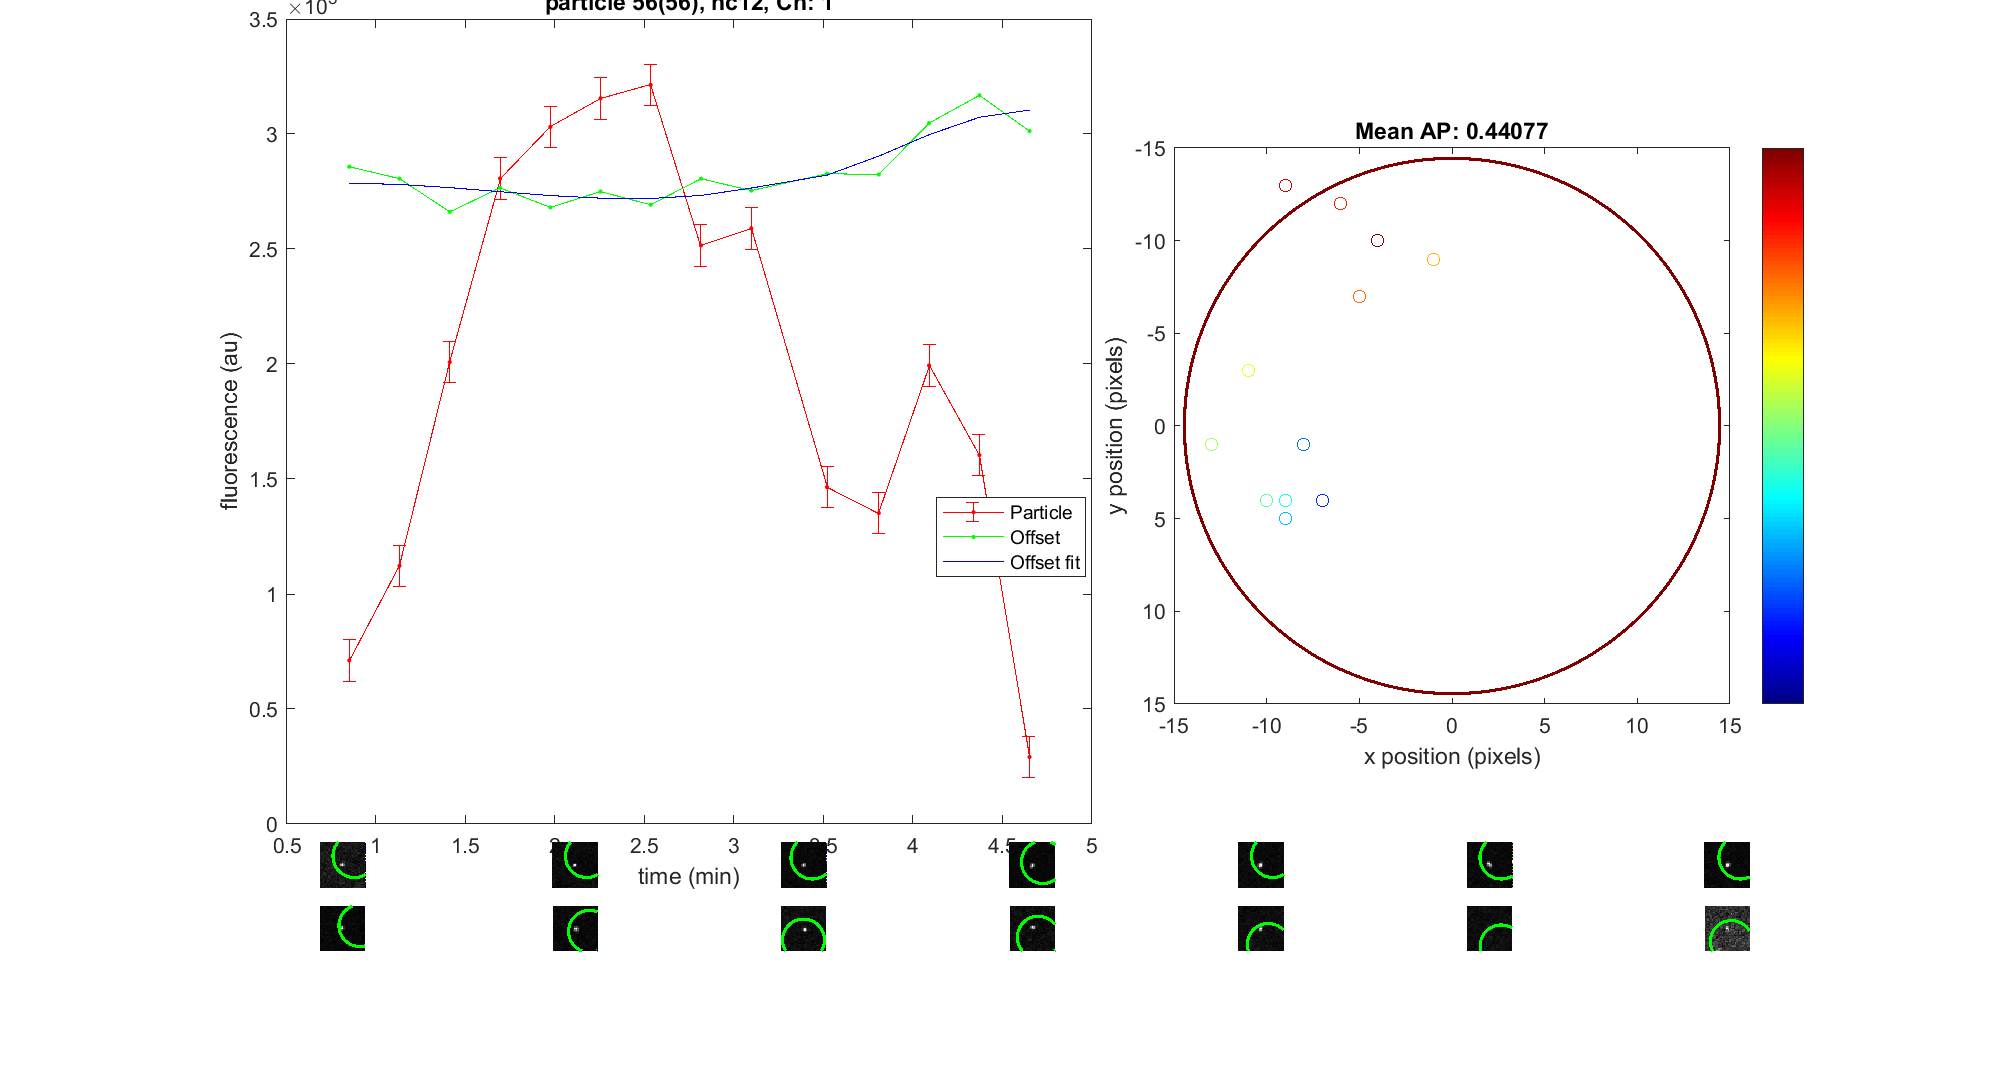 ×10
particle 56(56), nc12, Ch: 1
3.5
3
2.5
2
1.5
1
0.5
0
fluorescence (au)
0.5 1 1.5 2 2.5 3 3.5 4 4.5 5
time (min)
Particle
Offset
Offset fit
Mean AP: 0.44077
-15
-10
-5
0
5
10
15
y position (pixels)
-15 -10 -5 0 5 10 15
x position (pixels)